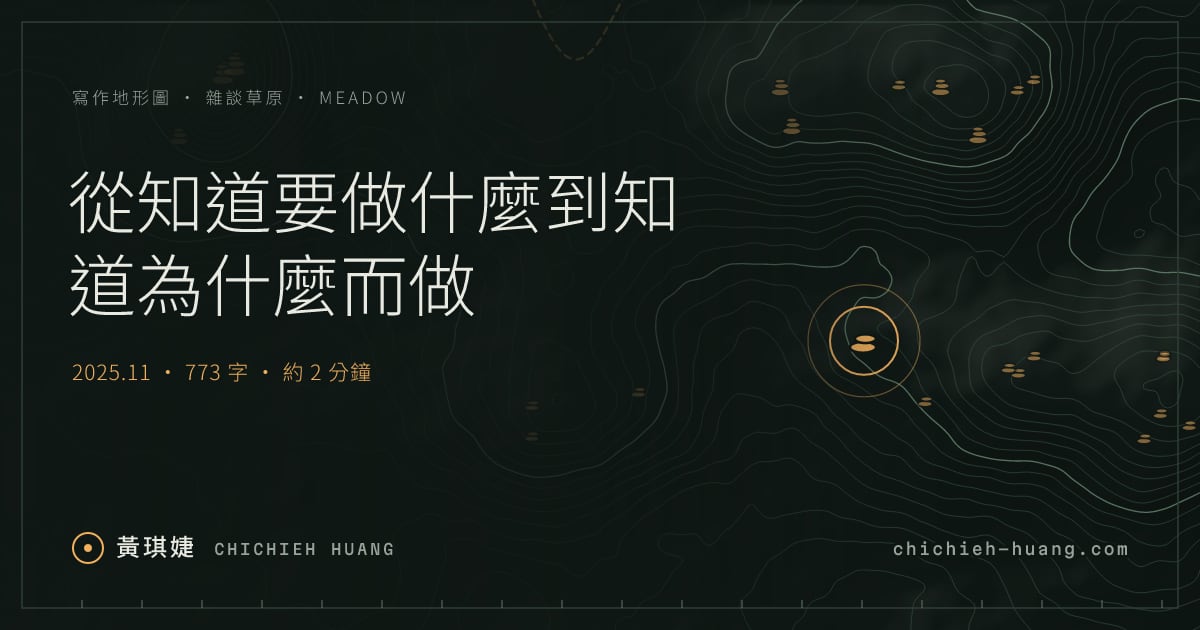 寫作地形圖 · 雜談草原 · MEADOW
從知道要做什麼到知
道為什麼而做
2025.11 · 773 字 · 約 2 分鐘
黃琪婕 CHICHIEH HUANG
chichieh-huang.com